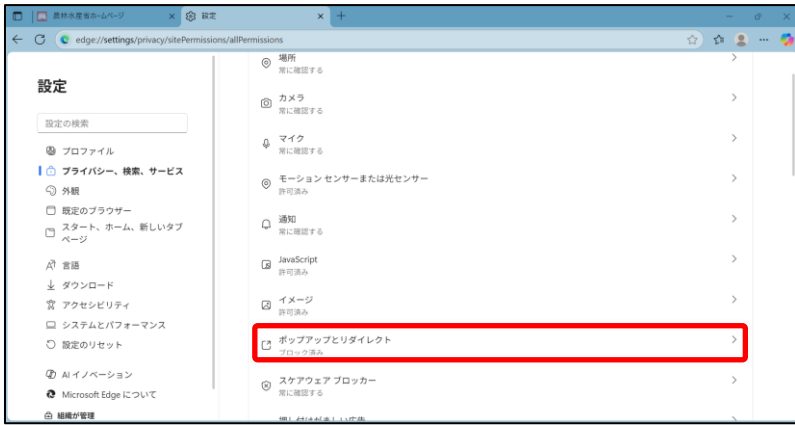 農林水産省ホームページ
設定
edge://settings/privacy/sitePermissions/allPermissions
設定
設定の検索
プロファイル
プライバシー、検索、サービス
外観
既定のブラウザー
スタート、ホーム、新しいタブ
ページ
言語
ダウンロード
アクセシビリティ
システムとパフォーマンス
設定のリセット
AI イノベーション
Microsoft Edge について
組織が管理
場所
常に確認する
カメラ
常に確認する
マイク
常に確認する
モーション センサーまたは光センサー
許可済み
通知
常に確認する
JavaScript
許可済み
イメージ
許可済み
ポップアップとリダイレクト
ブロック済み
スケアウェア ブロッカー
常に確認する
押し付けがましい広告